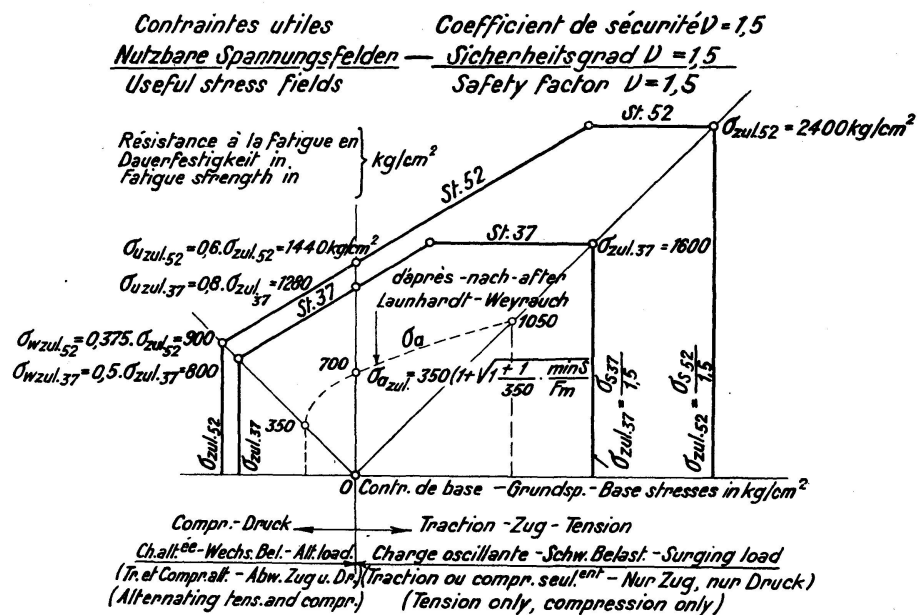 Contraintes utiles
Nutzbare Spannungsfelder
Useful stress fields
—
Coefficient de sécurité ν = 1,5
Sicherheitsgrad ν = 1,5
Safety factor ν = 1,5
Résistance à la fatigue en
Dauerfestigkeit in
Fatigue strength in
} kg/cm²
St. 52
σzul.52 = 2400 kg/cm²
St. 52
St. 37
σuzul.52 = 0,6.σzul.52 = 1440 kg/cm²
σzul.37 = 1600
σuzul.37 = 0,8.σzul.37 = 1280
St. 37
d'après - nach - after
Launhardt - Weyrauch
σa
1050
σwzul.52 = 0,375.σzul.52 = 900
σwzul.37 = 0,5.σzul.37 = 800
700
σazul. = 350 (1 + √1 + 1/350 . min S/Fm
350
σzul.52
σzul.37
σzul.37 = σS37/1,5
σzul.52 = σS52/1,5
0 Contr. de base - Grundsp. - Base stresses in kg/cm²
Compr. - Druck
Traction - Zug - Tension
Ch. alt.ée - Wechs. Bel. - Alt. load.
Charge oscillante - Schw. Belast. - Surging load
(Tr. et Compr. alt. - Abw. Zug u. Dr.)
(Traction ou compr. seul.ent - Nur Zug, nur Druck)
(Alternating tens. and compr.)
(Tension only, compression only)